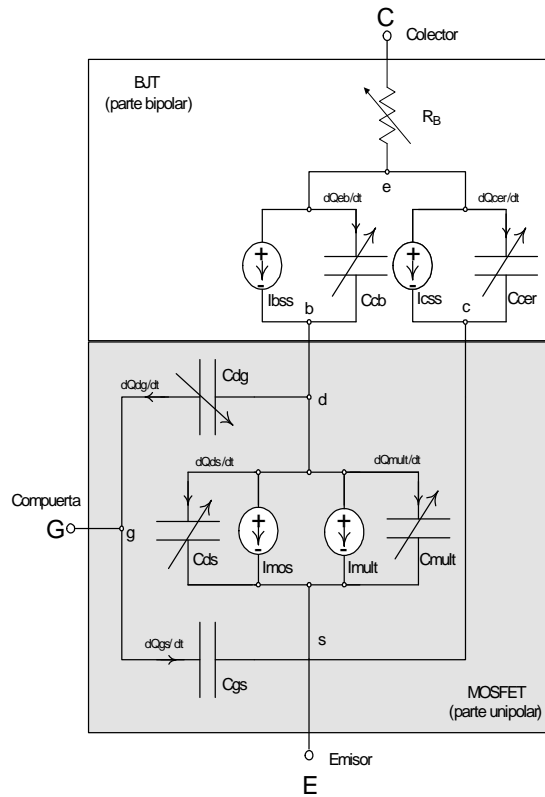 C
Colector
BJT
(parte bipolar)
RB
e
dQeb/dt
dQcer/dt
+
-
+
-
Ibss
Ccb
Icss
Ccer
b
c
Cdg
dQdg/dt
d
dQds/dt
dQmult/dt
Compuerta
G
g
+
-
+
-
Cds
Imos
Imult
Cmult
s
dQgs/dt
Cgs
MOSFET
(parte unipolar)
Emisor
E